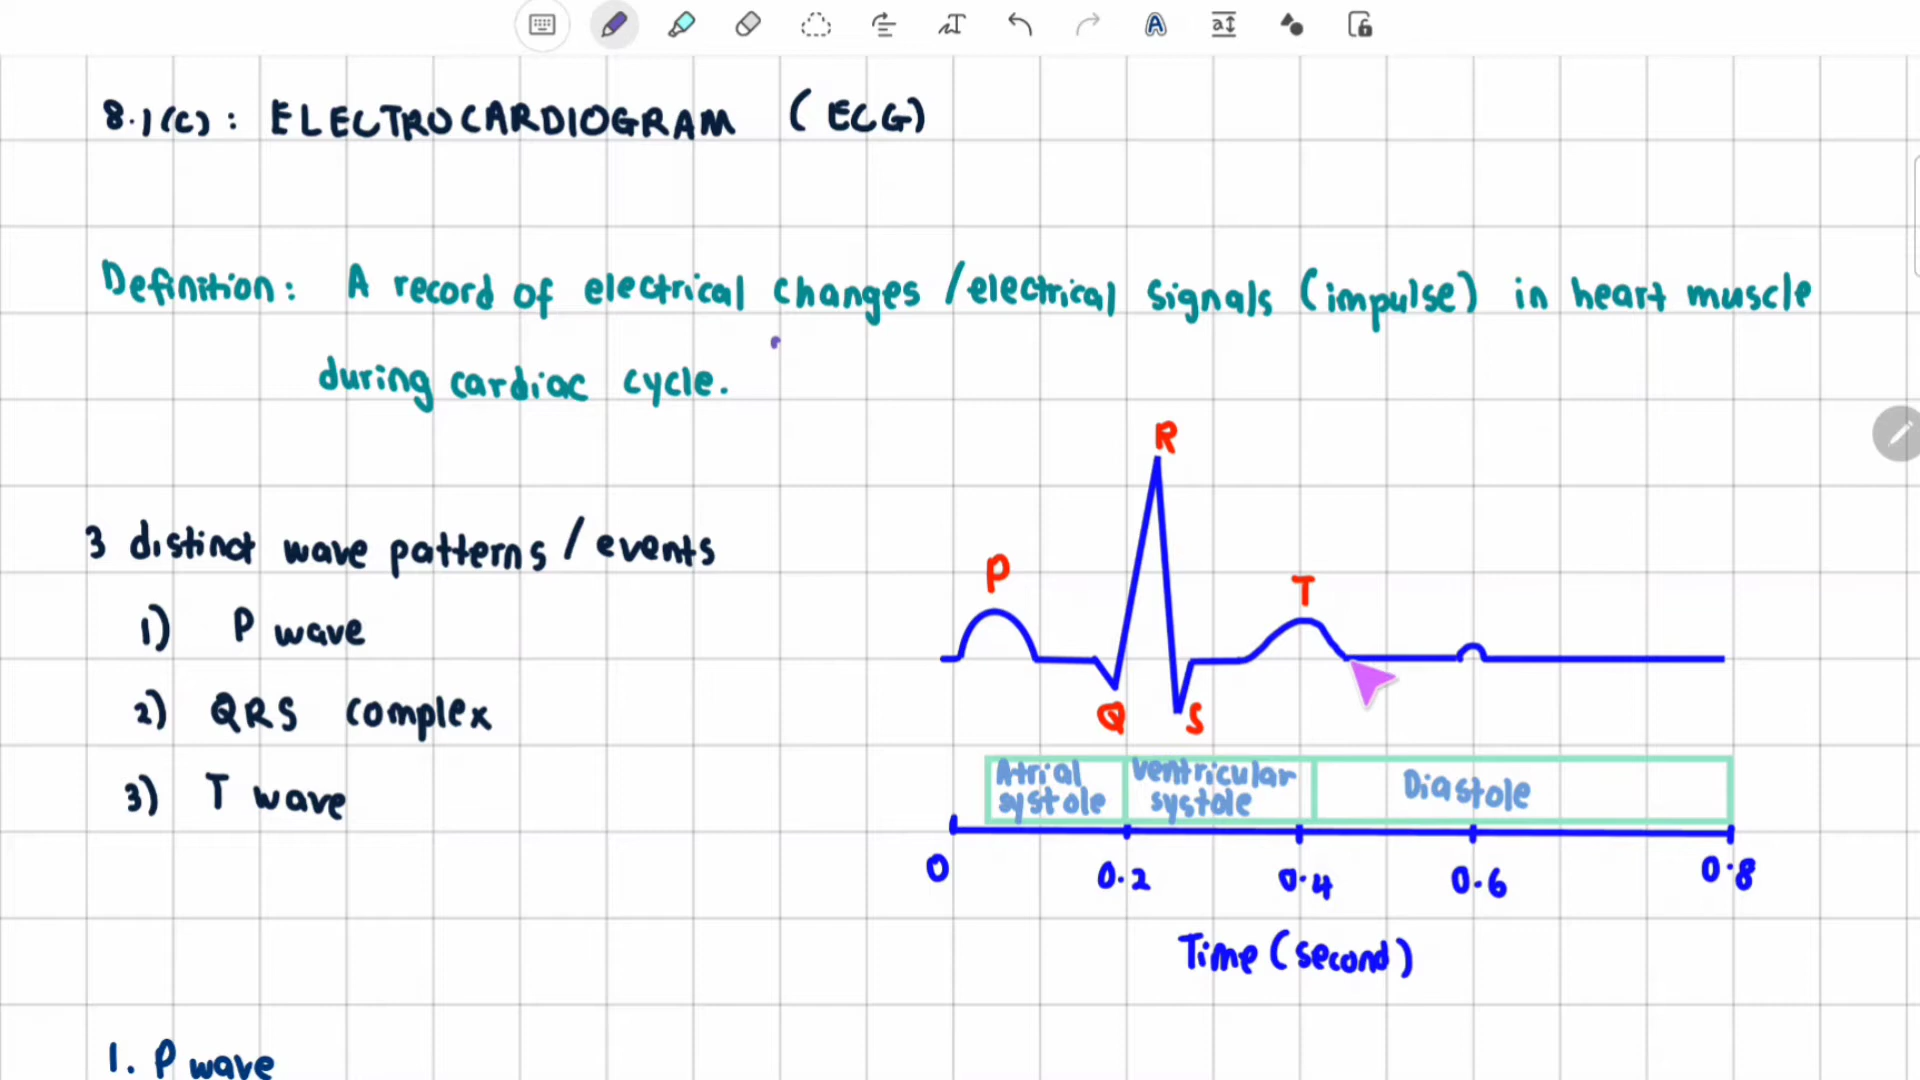 8.1(c): ELECTROCARDIOGRAM (ECG)
Definition: A record of electrical changes /electrical signals (impulse) in heart muscle
during cardiac cycle.
3 distinct wave patterns / events
1) P wave
2) QRS complex
3) T wave
R
P
T
Q
S
Atrial systole
Ventricular systole
Diastole
0
0.2
0.4
0.6
0.8
Time (second)
1. P wave